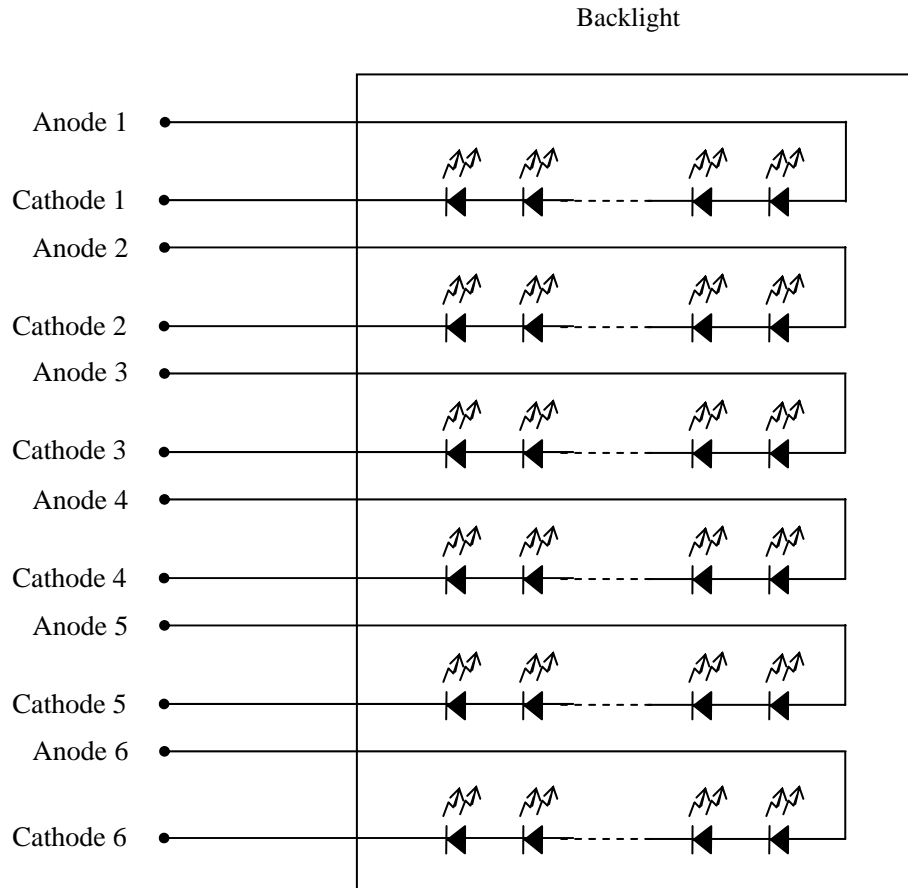 Backlight
Anode 1
Cathode 1
Anode 2
Cathode 2
Anode 3
Cathode 3
Anode 4
Cathode 4
Anode 5
Cathode 5
Anode 6
Cathode 6